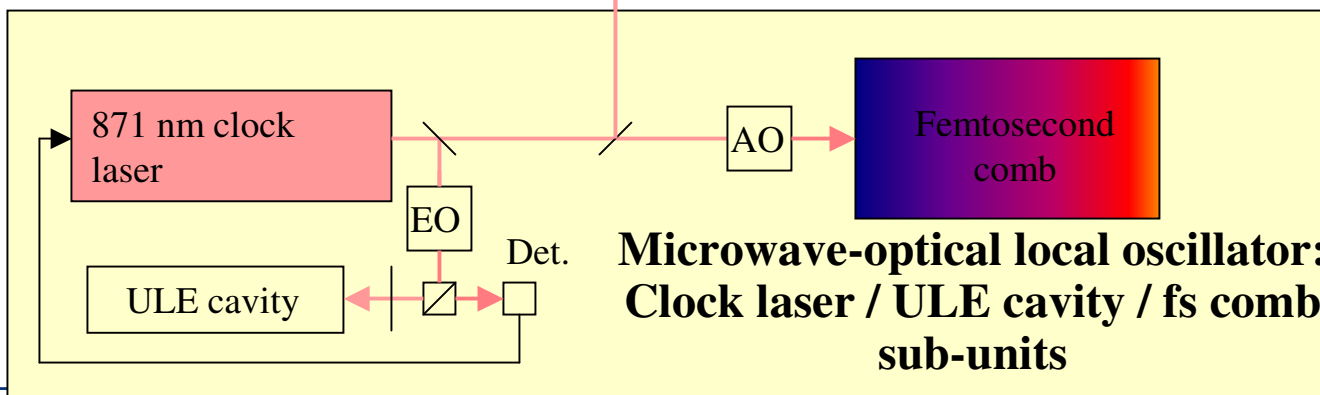 871 nm clock
laser
AO
Femtosecond
comb
EO
Det.
ULE cavity
Microwave-optical local oscillator:
Clock laser / ULE cavity / fs comb
sub-units